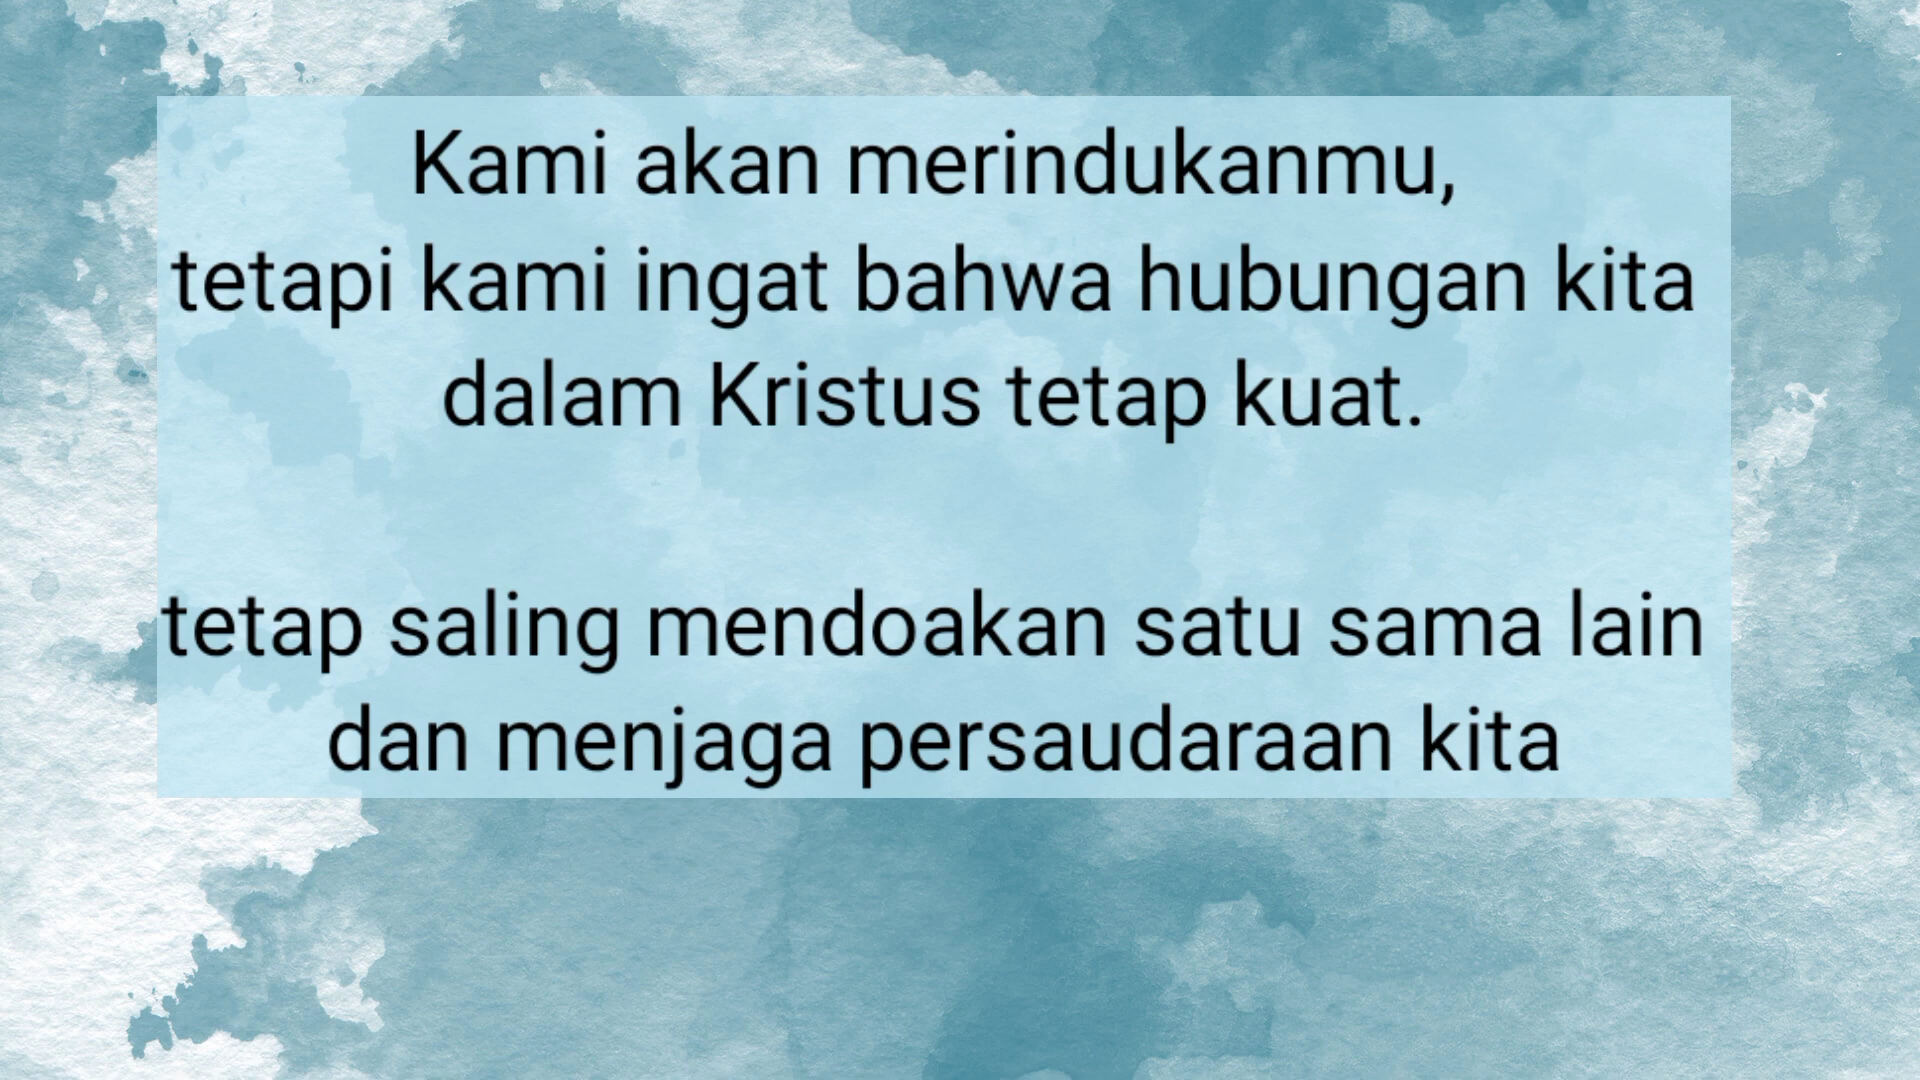 Kami akan merindukanmu,
tetapi kami ingat bahwa hubungan kita
dalam Kristus tetap kuat.
tetap saling mendoakan satu sama lain
dan menjaga persaudaraan kita